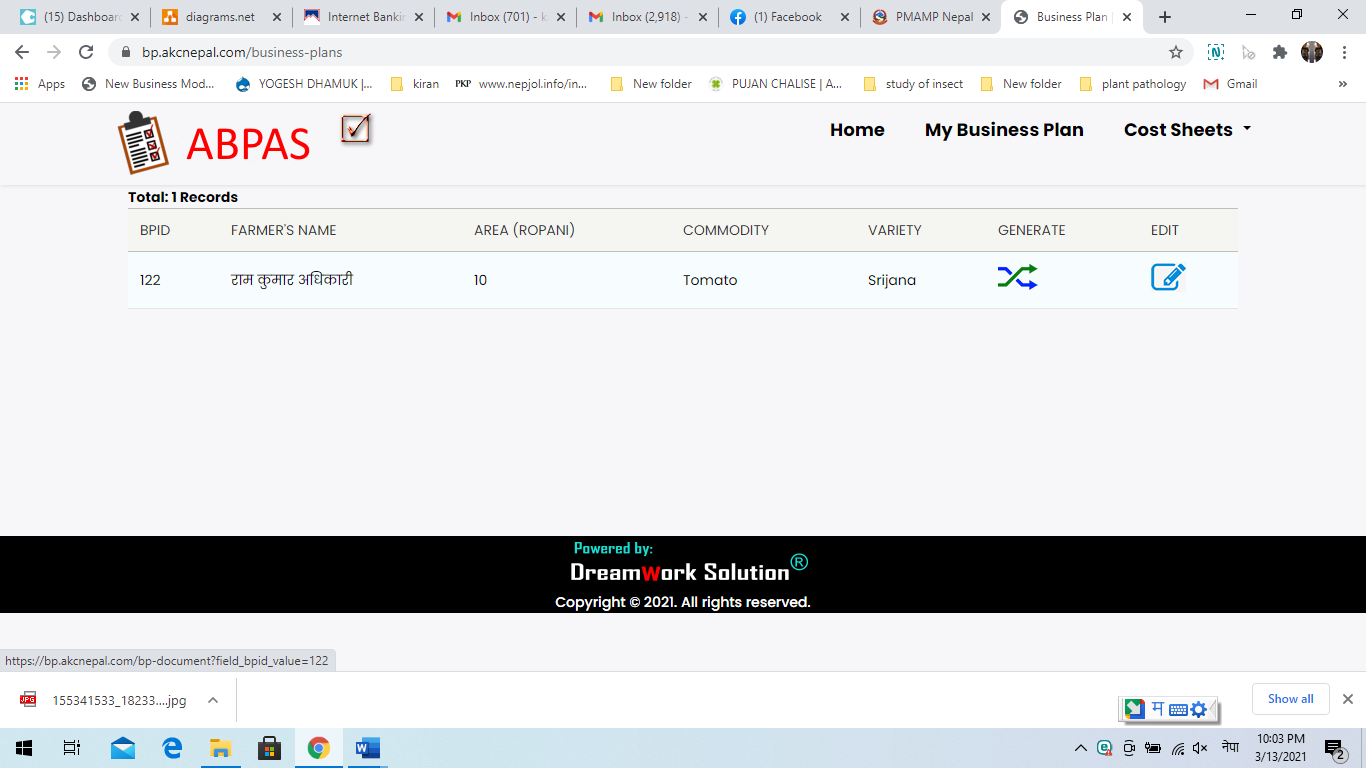 (15) Dashboard
diagrams.net
Internet Bankin
Inbox (701) - k
Inbox (2,918) -
(1) Facebook
PMAMP Nepal
Business Plan |
bp.akcnepal.com/business-plans
Apps
New Business Mod...
YOGESH DHAMUK |...
kiran
PKP
www.nepjol.info/in...
New folder
PUJAN CHALISE | A...
study of insect
New folder
plant pathology
Gmail
ABPAS
Home
My Business Plan
Cost Sheets
Total: 1 Records
BPID FARMER'S NAME AREA (ROPANI) COMMODITY VARIETY GENERATE EDIT
122 राम कुमार अधिकारी 10 Tomato Srijana
Powered by:
DreamWork Solution®
Copyright © 2021. All rights reserved.
https://bp.akcnepal.com/bp-document?field_bpid_value=122
JPG
155341533_18233....jpg
म
Show all
नेपा
10:03 PM
3/13/2021
2